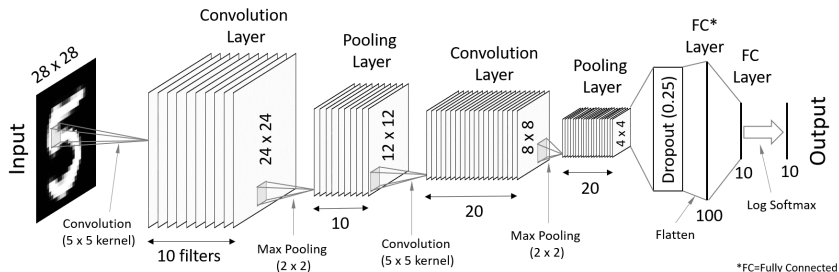 Input
28 x 28
Convolution
(5 x 5 kernel)
Convolution
Layer
24 x 24
10 filters
Max Pooling
(2 x 2)
Pooling
Layer
12 x 12
10
Convolution
(5 x 5 kernel)
Convolution
Layer
8 x 8
20
Max Pooling
(2 x 2)
Pooling
Layer
4 x 4
20
Dropout (0.25)
Flatten
FC*
Layer
100
FC
Layer
10
Log Softmax
10
Output
*FC=Fully Connected
5